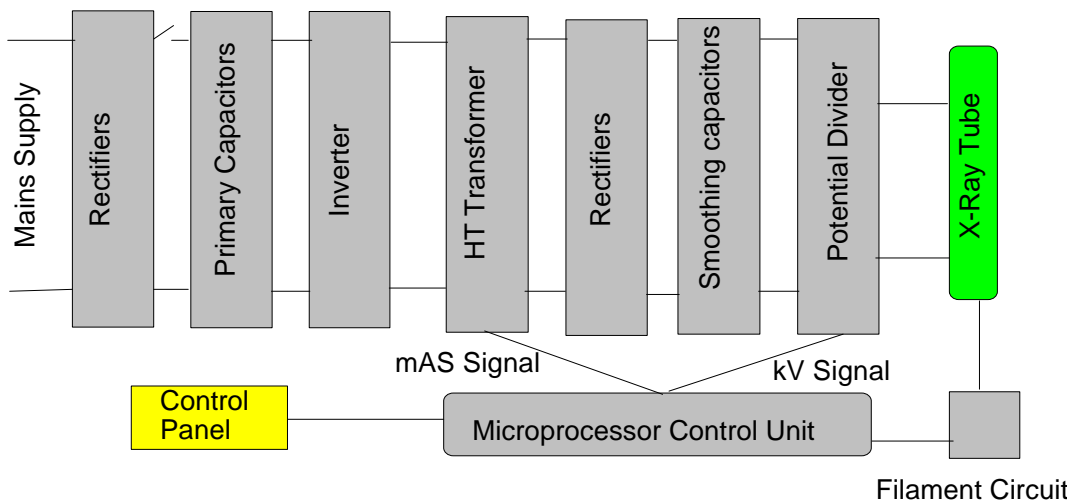 Mains Supply
Rectifiers
Primary Capacitors
Inverter
HT Transformer
Rectifiers
Smoothing capacitors
Potential Divider
X-Ray Tube
mAS Signal
kV Signal
Control
Panel
Microprocessor Control Unit
Filament Circuit